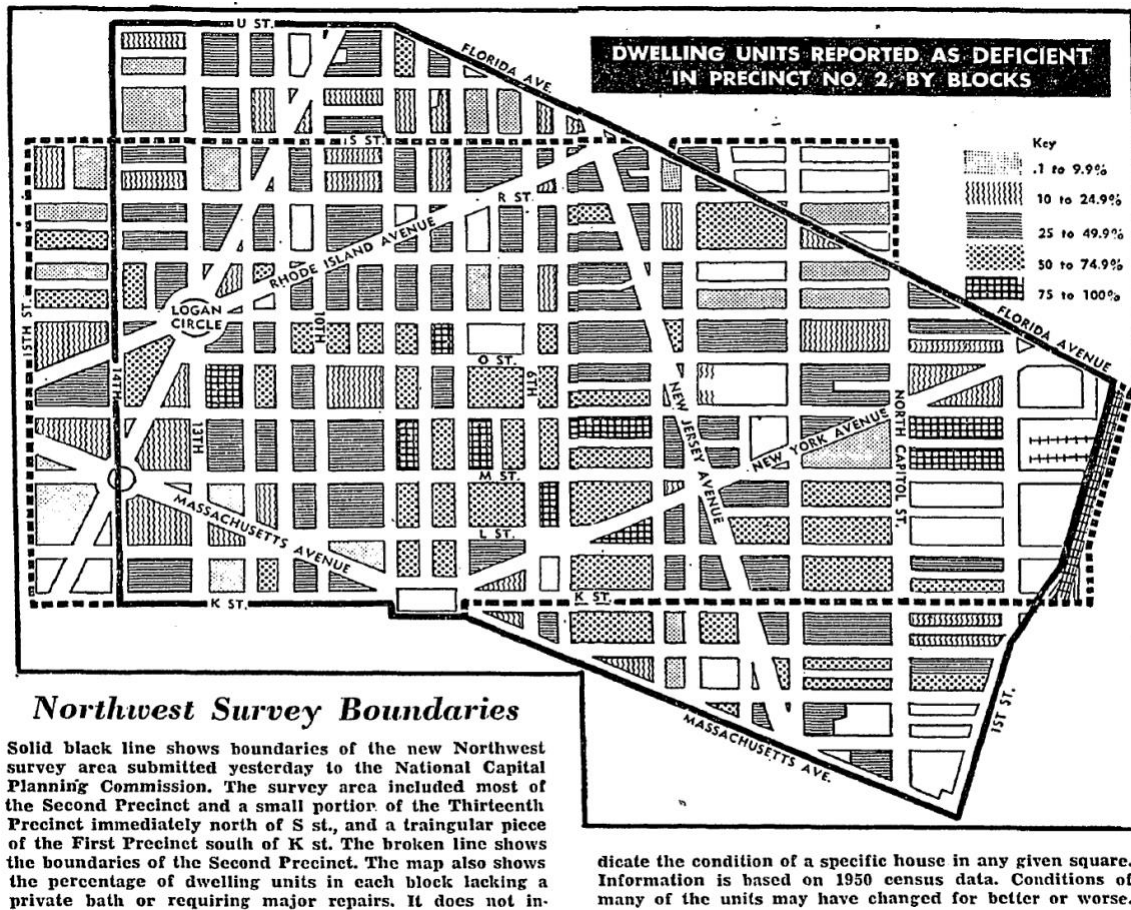 U ST.
FLORIDA AVE.
DWELLING UNITS REPORTED AS DEFICIENT
IN PRECINCT NO. 2, BY BLOCKS
Key
.1 to 9.9%
10 to 24.9%
25 to 49.9%
50 to 74.9%
75 to 100%
S ST.
R ST.
RHODE ISLAND AVENUE
LOGAN
CIRCLE
15TH ST.
14TH
13TH
10TH
O ST.
6TH
FLORIDA AVENUE
NEW JERSEY AVENUE
NEW YORK AVENUE
NORTH CAPITOL ST.
M ST.
MASSACHUSETTS AVENUE
L ST.
K ST.
K ST.
MASSACHUSETTS AVE.
1ST ST.
Northwest Survey Boundaries
Solid black line shows boundaries of the new Northwest
survey area submitted yesterday to the National Capital
Planning Commission. The survey area included most of
the Second Precinct and a small portion of the Thirteenth
Precinct immediately north of S st., and a traingular piece
of the First Precinct south of K st. The broken line shows
the boundaries of the Second Precinct. The map also shows
the percentage of dwelling units in each block lacking a
private bath or requiring major repairs. It does not in-
dicate the condition of a specific house in any given square.
Information is based on 1950 census data. Conditions of
many of the units may have changed for better or worse.